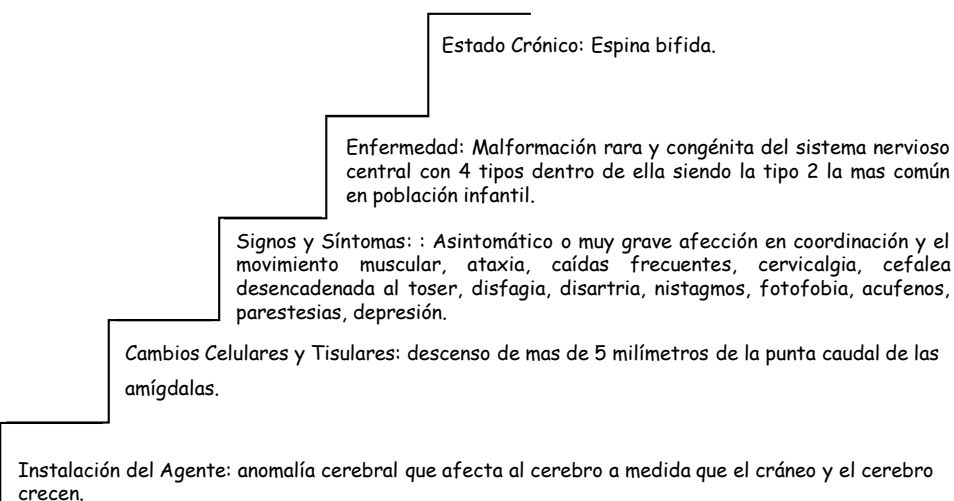 Estado Crónico: Espina bifida.
Enfermedad: Malformación rara y congénita del sistema nervioso
central con 4 tipos dentro de ella siendo la tipo 2 la mas común
en población infantil.
Signos y Síntomas: : Asintomático o muy grave afección en coordinación y el
movimiento muscular, ataxia, caídas frecuentes, cervicalgia, cefalea
desencadenada al toser, disfagia, disartria, nistagmos, fotofobia, acufenos,
parestesias, depresión.
Cambios Celulares y Tisulares: descenso de mas de 5 milímetros de la punta caudal de las
amígdalas.
Instalación del Agente: anomalía cerebral que afecta al cerebro a medida que el cráneo y el cerebro
crecen.